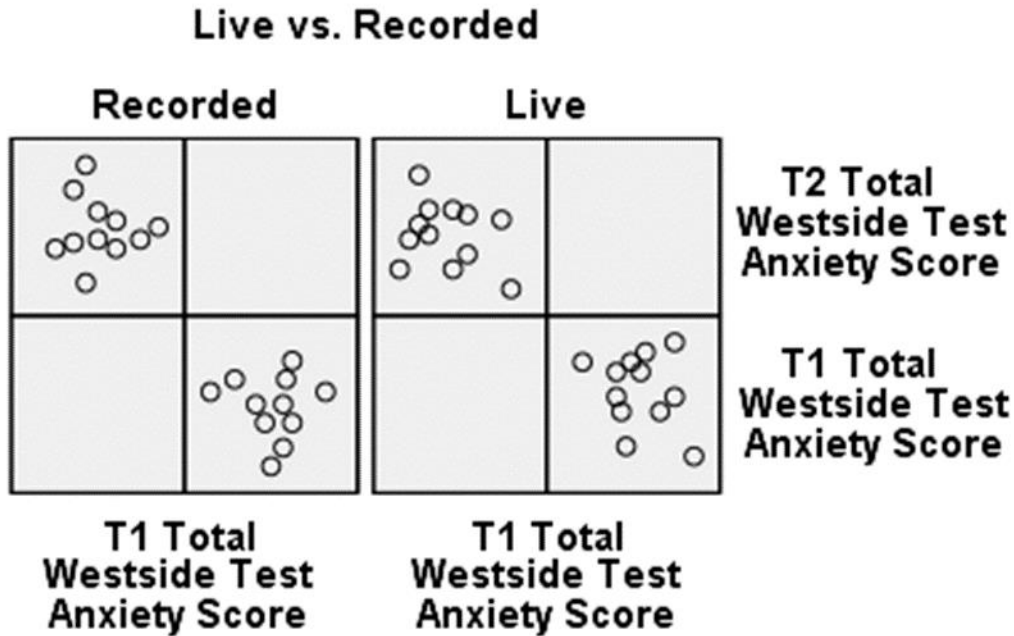 Live vs. Recorded
Recorded
Live
T2 Total
Westside Test
Anxiety Score
T1 Total
Westside Test
Anxiety Score
T1 Total
Westside Test
Anxiety Score
T1 Total
Westside Test
Anxiety Score